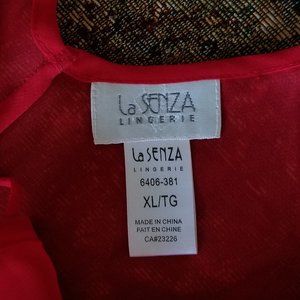 La SENZA
LINGERIE
La SENZA
LINGERIE
6406-381
XL/TG
MADE IN CHINA
FAIT EN CHINE
CA#23226